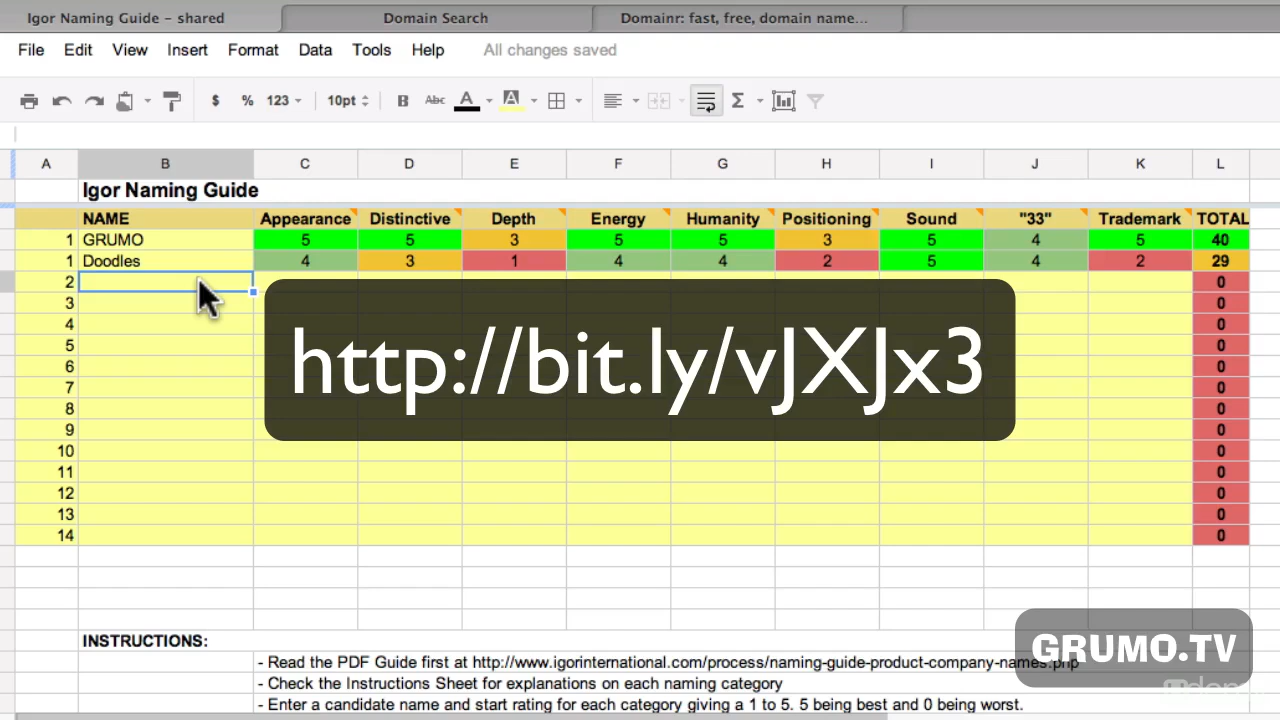 Igor Naming Guide – shared Domain Search Domainr: fast, free, domain name...
File Edit View Insert Format Data Tools Help All changes saved
$ % 123 10pt B Abc A A Σ
A B C D E F G H I J K L
Igor Naming Guide
NAME Appearance Distinctive Depth Energy Humanity Positioning Sound "33" Trademark TOTAL
1 GRUMO 5 5 3 5 5 3 5 4 5 40
1 Doodles 4 3 1 4 4 2 5 4 2 29
2 0
3 0
4 0
http://bit.ly/vJXJx3
5 0
6 0
7 0
8 0
9 0
10 0
11 0
12 0
13 0
14 0
INSTRUCTIONS:
GRUMO.TV
- Read the PDF Guide first at http://www.igorinternational.com/process/naming-guide-product-company-names.php
- Check the Instructions Sheet for explanations on each naming category
udemy
- Enter a candidate name and start rating for each category giving a 1 to 5. 5 being best and 0 being worst.